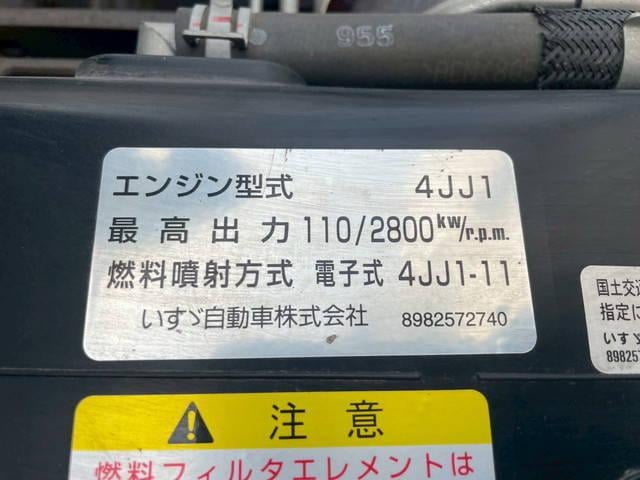 955
エンジン型式 4JJ1
最高出力 110/2800kw/r.p.m.
燃料噴射方式 電子式 4JJ1-11
いすゞ自動車株式会社 8982572740
国土交
指定に
いすゞ
898257
注意
燃料フィルタエレメントは